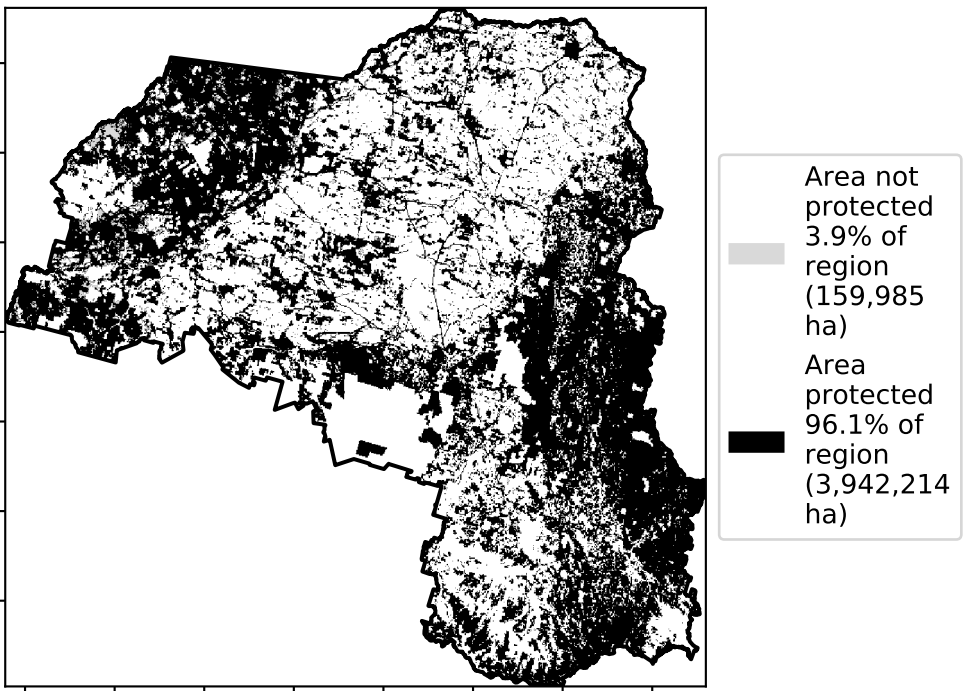 Area not
protected
3.9% of
region
(159,985
ha)
Area
protected
96.1% of
region
(3,942,214
ha)